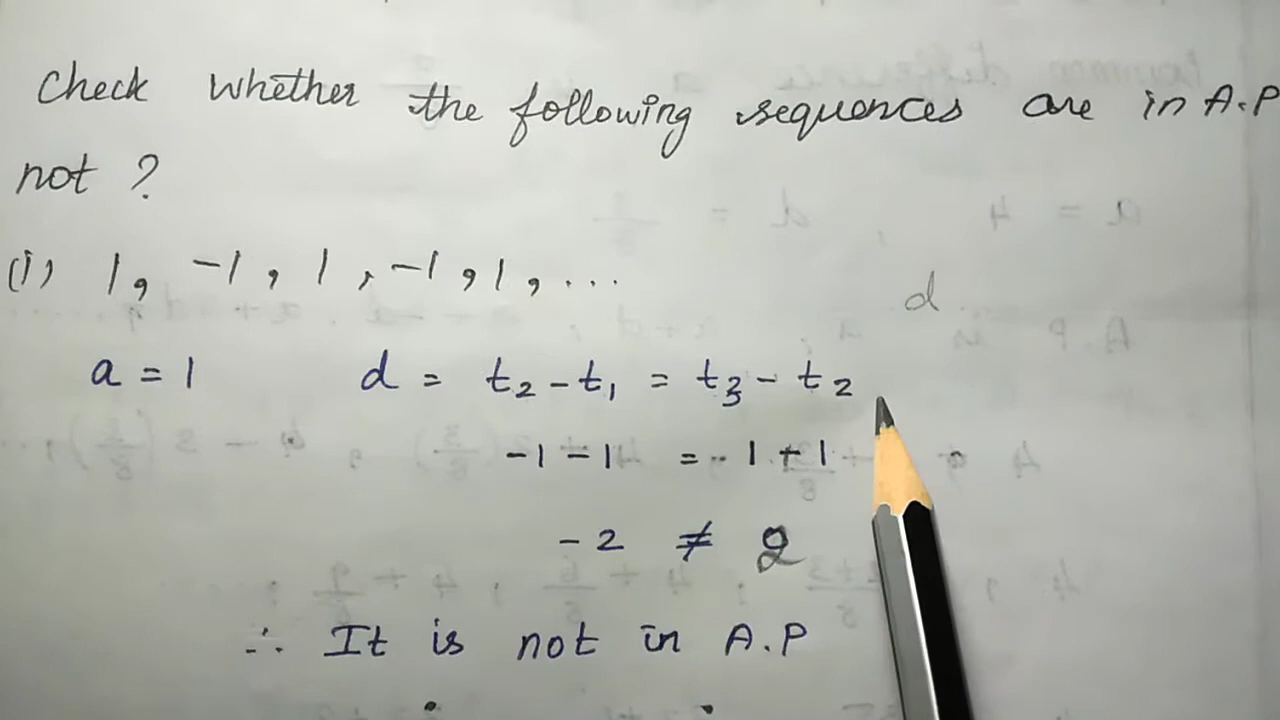 Check whether the following sequences are in A.P
not ?
(i) 1, -1, 1, -1, 1, ...
d
a = 1 d = t₂ - t₁ = t₃ - t₂
-1 - 1 = 1 + 1
-2 ≠ 2
∴ It is not in A.P